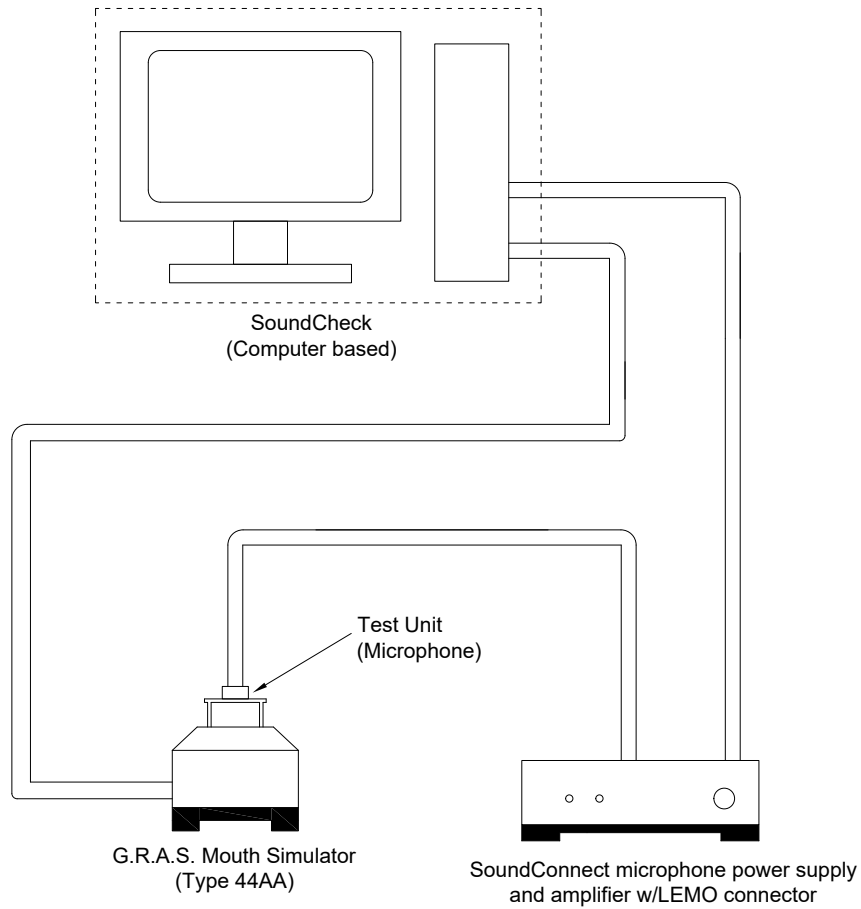 SoundCheck
(Computer based)
Test Unit
(Microphone)
G.R.A.S. Mouth Simulator
(Type 44AA)
SoundConnect microphone power supply
and amplifier w/LEMO connector